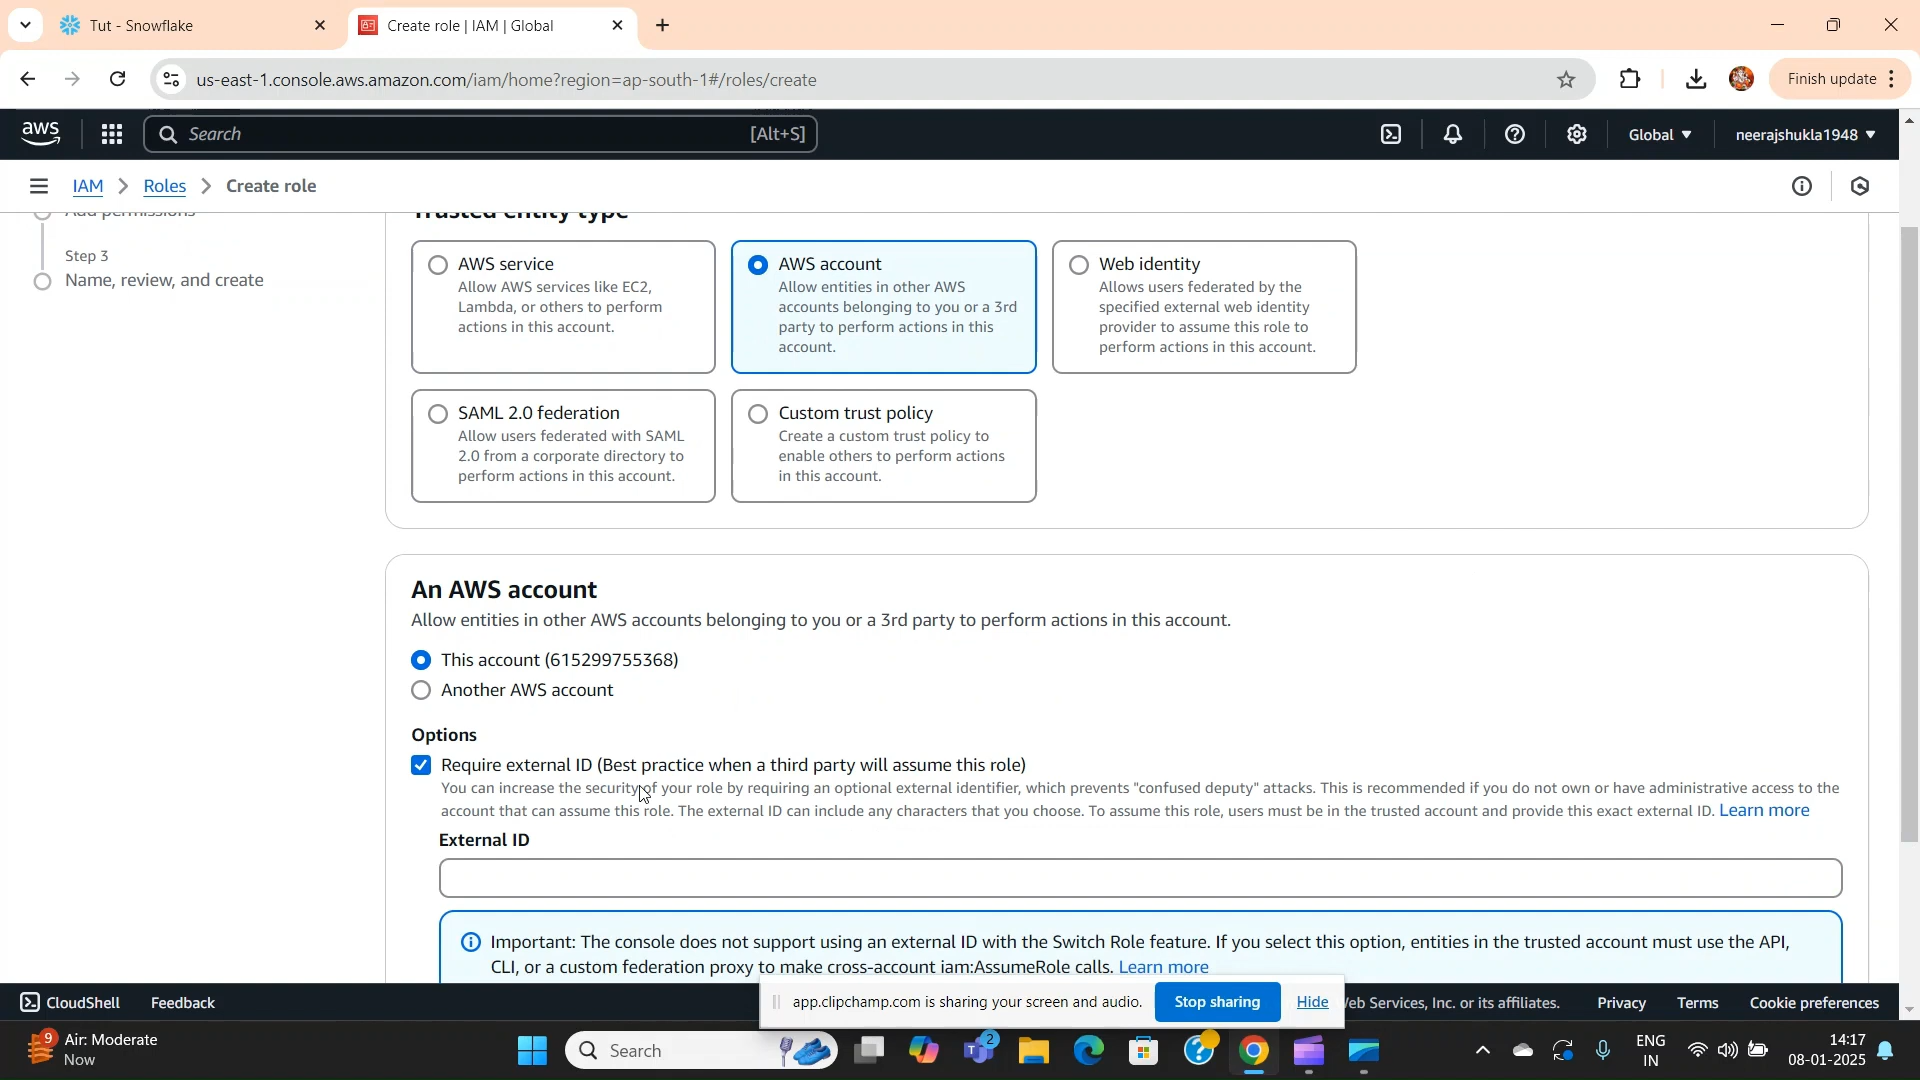 Tut - Snowflake
Create role | IAM | Global
us-east-1.console.aws.amazon.com/iam/home?region=ap-south-1#/roles/create
Finish update
aws
Search
[Alt+S]
Global
neerajshukla1948
IAM
Roles
Create role
Add permissions
Step 3
Name, review, and create
Trusted entity type
AWS service
Allow AWS services like EC2,
Lambda, or others to perform
actions in this account.
AWS account
Allow entities in other AWS
accounts belonging to you or a 3rd
party to perform actions in this
account.
Web identity
Allows users federated by the
specified external web identity
provider to assume this role to
perform actions in this account.
SAML 2.0 federation
Allow users federated with SAML
2.0 from a corporate directory to
perform actions in this account.
Custom trust policy
Create a custom trust policy to
enable others to perform actions
in this account.
An AWS account
Allow entities in other AWS accounts belonging to you or a 3rd party to perform actions in this account.
This account (615299755368)
Another AWS account
Options
Require external ID (Best practice when a third party will assume this role)
You can increase the security of your role by requiring an optional external identifier, which prevents "confused deputy" attacks. This is recommended if you do not own or have administrative access to the
account that can assume this role. The external ID can include any characters that you choose. To assume this role, users must be in the trusted account and provide this exact external ID. Learn more
External ID
Important: The console does not support using an external ID with the Switch Role feature. If you select this option, entities in the trusted account must use the API,
CLI, or a custom federation proxy to make cross-account iam:AssumeRole calls. Learn more
CloudShell
Feedback
app.clipchamp.com is sharing your screen and audio.
Stop sharing
Hide
Web Services, Inc. or its affiliates.
Privacy
Terms
Cookie preferences
9
Air: Moderate
Now
Search
2
ENG
IN
14:17
08-01-2025